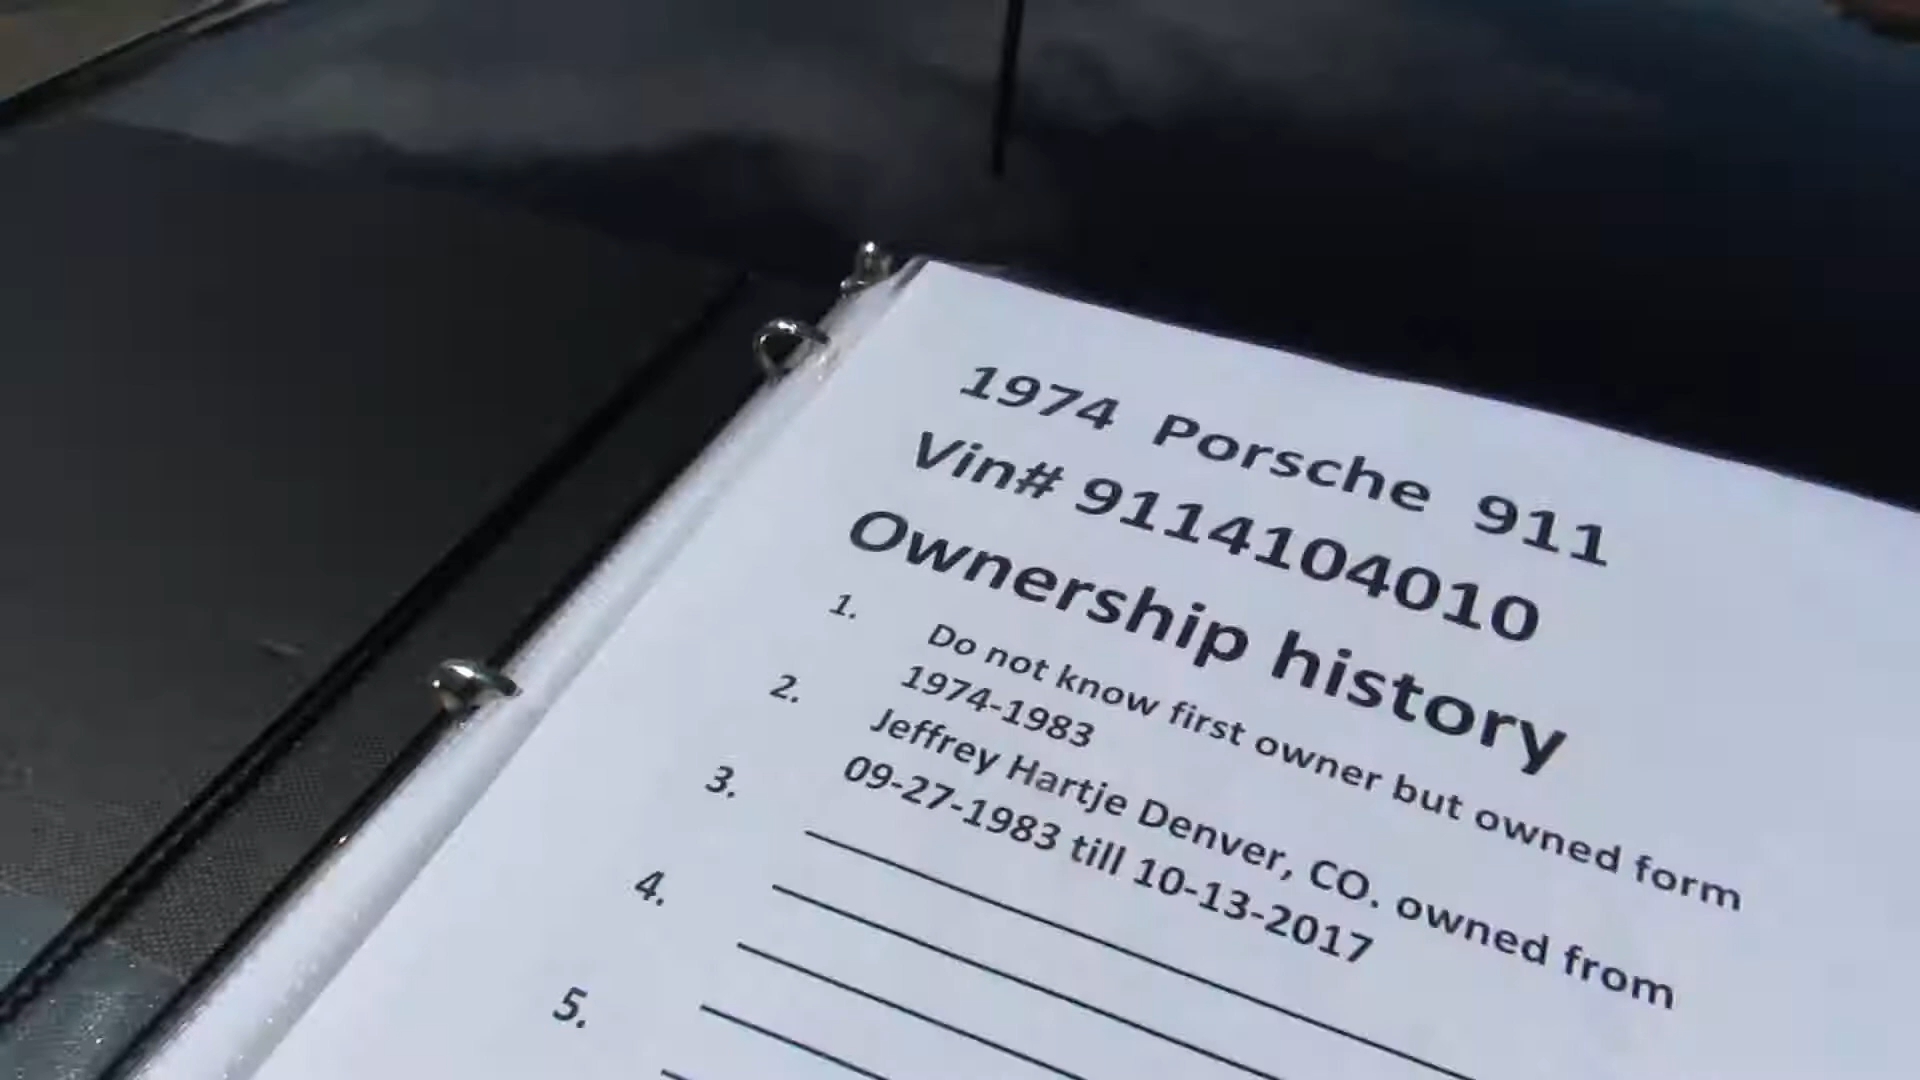 1974 Porsche 911
Vin# 9114104010
Ownership history
1. Do not know first owner but owned form
1974-1983
2. Jeffrey Hartje Denver, CO. owned from
09-27-1983 till 10-13-2017
3.
4.
5.